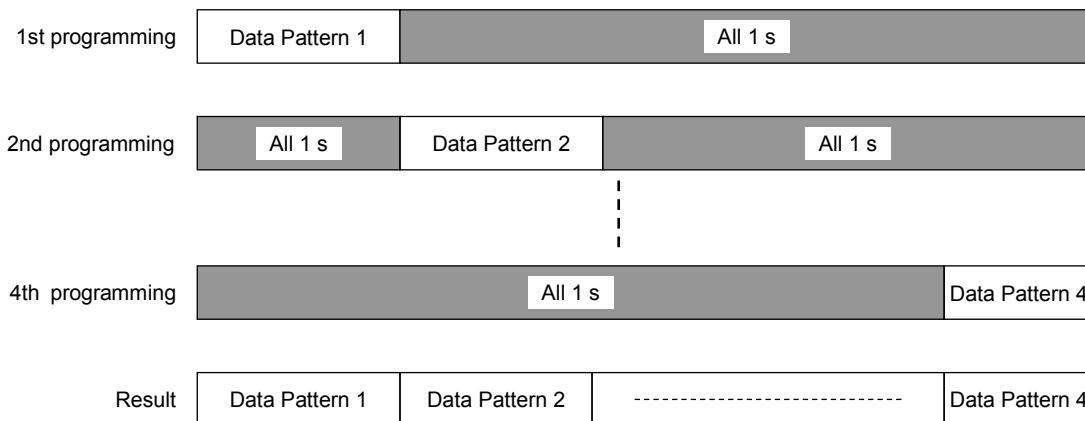 1st programming Data Pattern 1 All 1 s
2nd programming All 1 s Data Pattern 2 All 1 s
4th programming All 1 s Data Pattern 4
Result Data Pattern 1 Data Pattern 2 Data Pattern 4